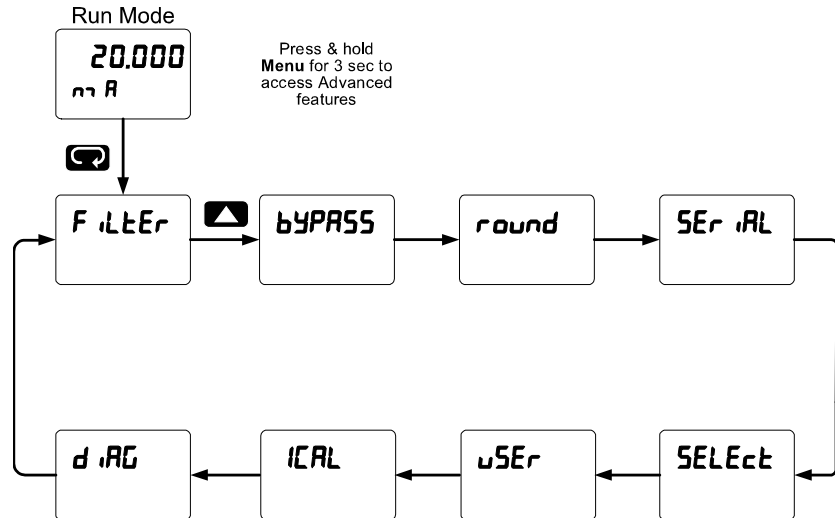 Run Mode
20.000
mA
Press & hold
Menu for 3 sec to
access Advanced
features
FiLtEr
bYPASS
round
SEriAL
diAG
ICAL
uSEr
SELEct